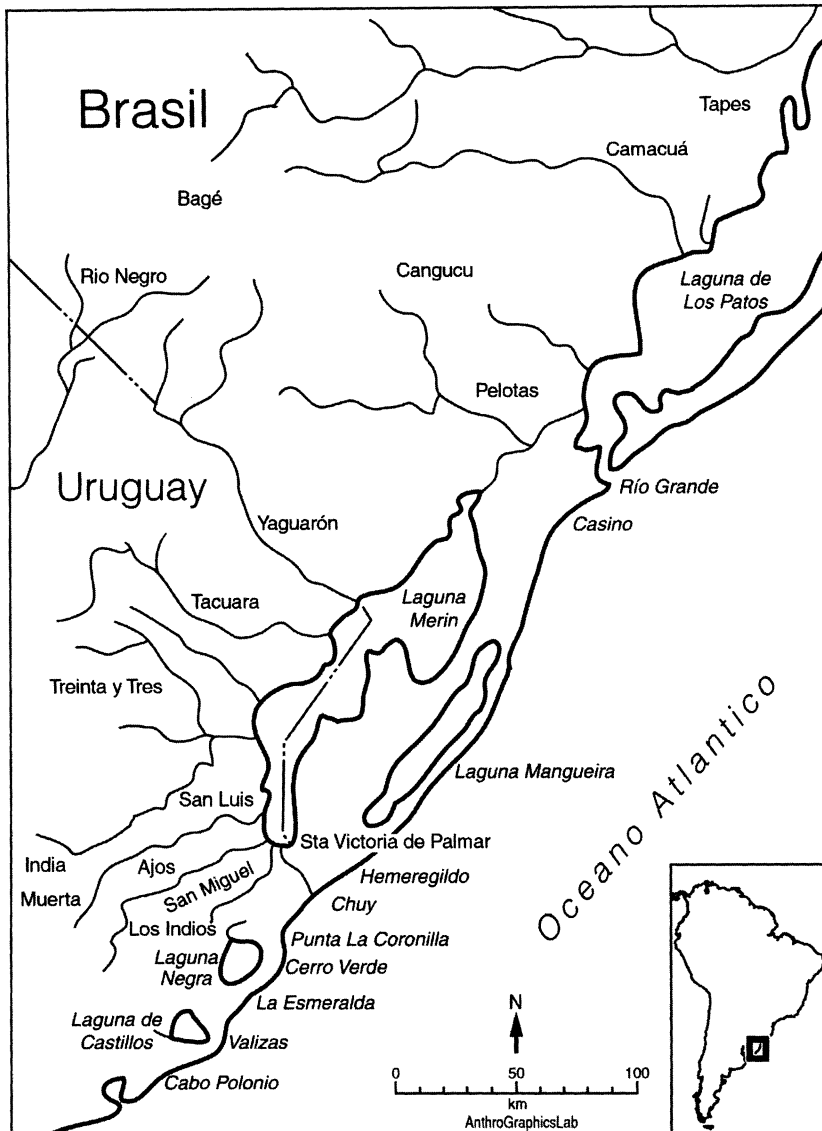 Brasil
Tapes
Camacuá
Bagé
Rio Negro
Cangucu
Laguna de
Los Patos
Pelotas
Uruguay
Río Grande
Yaguarón
Casino
Tacuara
Laguna
Merin
Treinta y Tres
Laguna Mangueira
Oceano Atlantico
San Luis
Sta Victoria de Palmar
India
Muerta
Ajos
San Miguel
Hemeregildo
Chuy
Los Indios
Punta La Coronilla
Laguna
Negra
Cerro Verde
La Esmeralda
Laguna de
Castillos
Valizas
Cabo Polonio
N
0 50 100
km
AnthroGraphicsLab